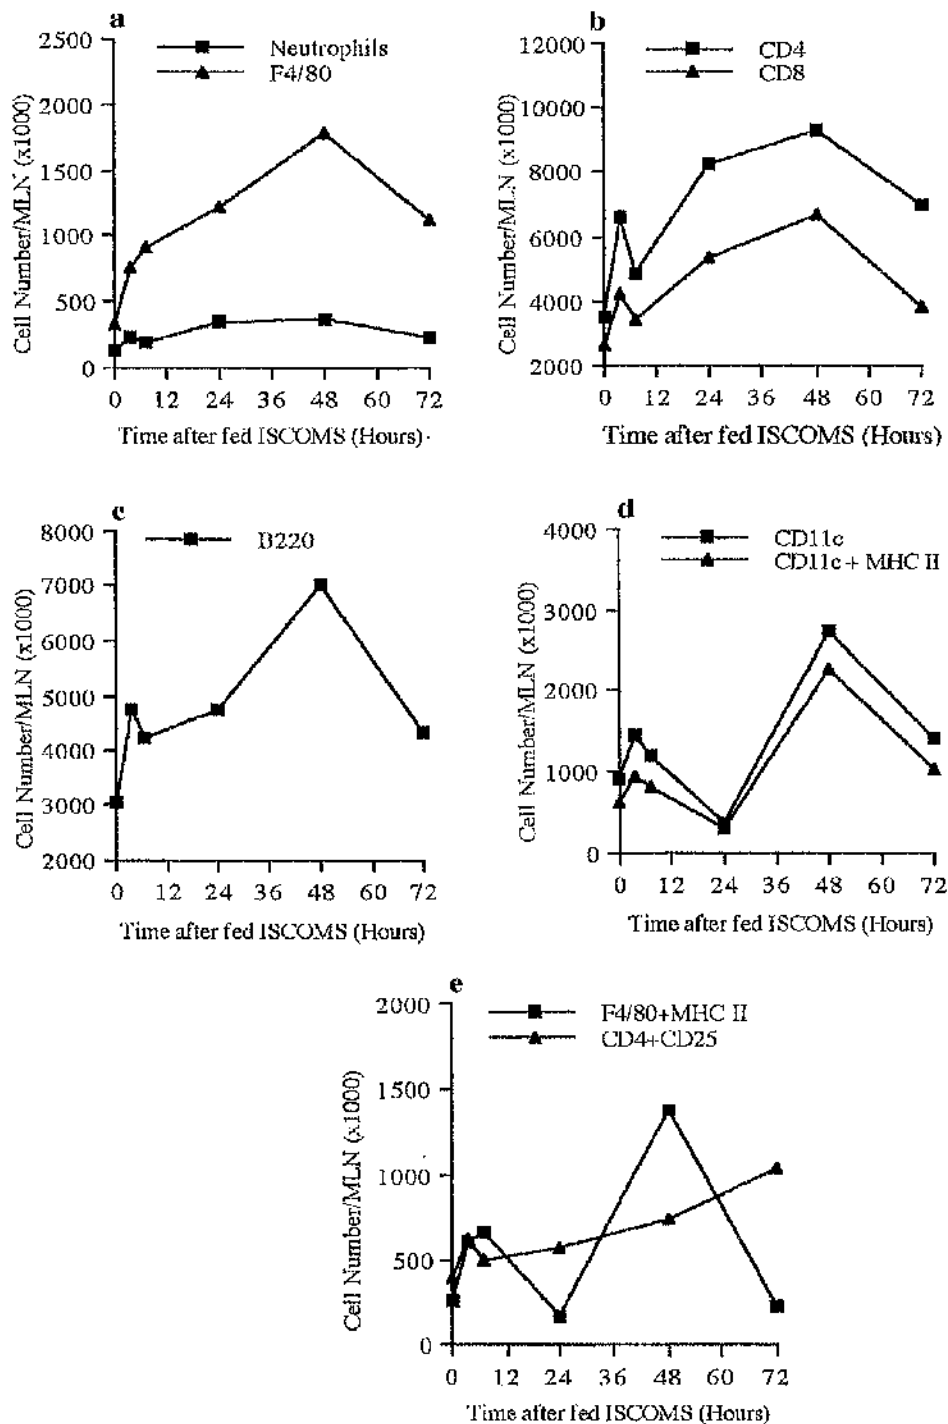 a
2500
2000
1500
1000
500
0
Neutrophils
F4/80
Cell Number/MLN (x1000)
0 12 24 36 48 60 72
Time after fed ISCOMS (Hours)
b
12000
10000
8000
6000
4000
2000
CD4
CD8
Cell Number/MLN (x1000)
0 12 24 36 48 60 72
Time after fed ISCOMS (Hours)
c
8000
7000
6000
5000
4000
3000
2000
B220
Cell Number/MLN (x1000)
0 12 24 36 48 60 72
Time after fed ISCOMS (Hours)
d
4000
3000
2000
1000
0
CD11c
CD11c + MHC II
Cell Number/MLN (x1000)
0 12 24 36 48 60 72
Time after fed ISCOMS (Hours)
e
2000
1500
1000
500
0
F4/80+MHC II
CD4+CD25
Cell Number/MLN (x1000)
0 12 24 36 48 60 72
Time after fed ISCOMS (Hours)